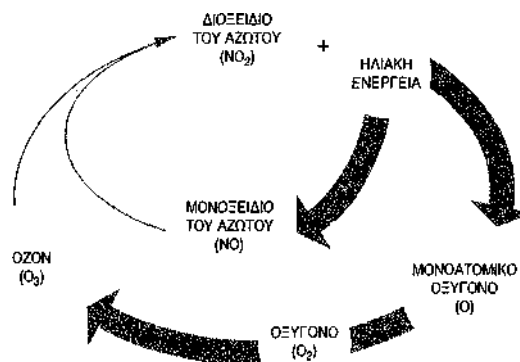 ΔΙΟΞΕΙΔΙΟ
ΤΟΥ ΑΖΩΤΟΥ
(NO₂)
+
ΗΛΙΑΚΗ
ΕΝΕΡΓΕΙΑ
ΜΟΝΟΞΕΙΔΙΟ
ΤΟΥ ΑΖΩΤΟΥ
(NO)
ΟΖΟΝ
(O₃)
ΜΟΝΟΑΤΟΜΙΚΟ
ΟΞΥΓΟΝΟ
(O)
ΟΞΥΓΟΝΟ
(O₂)